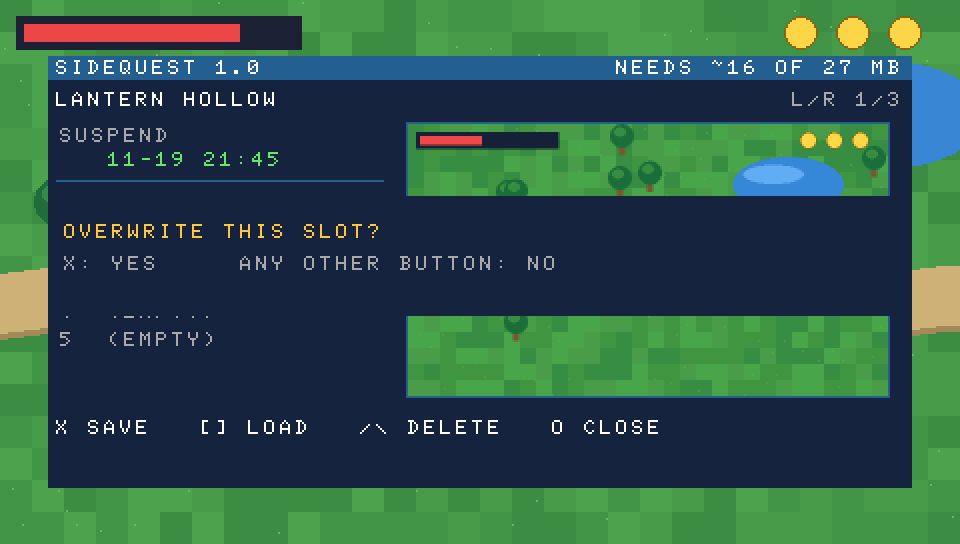 SIDEQUEST 1.0 NEEDS ~16 OF 27 MB
LANTERN HOLLOW L/R 1/3
SUSPEND
11-19 21:45
OVERWRITE THIS SLOT?
X: YES ANY OTHER BUTTON: NO
5 (EMPTY)
X SAVE [] LOAD /\ DELETE O CLOSE